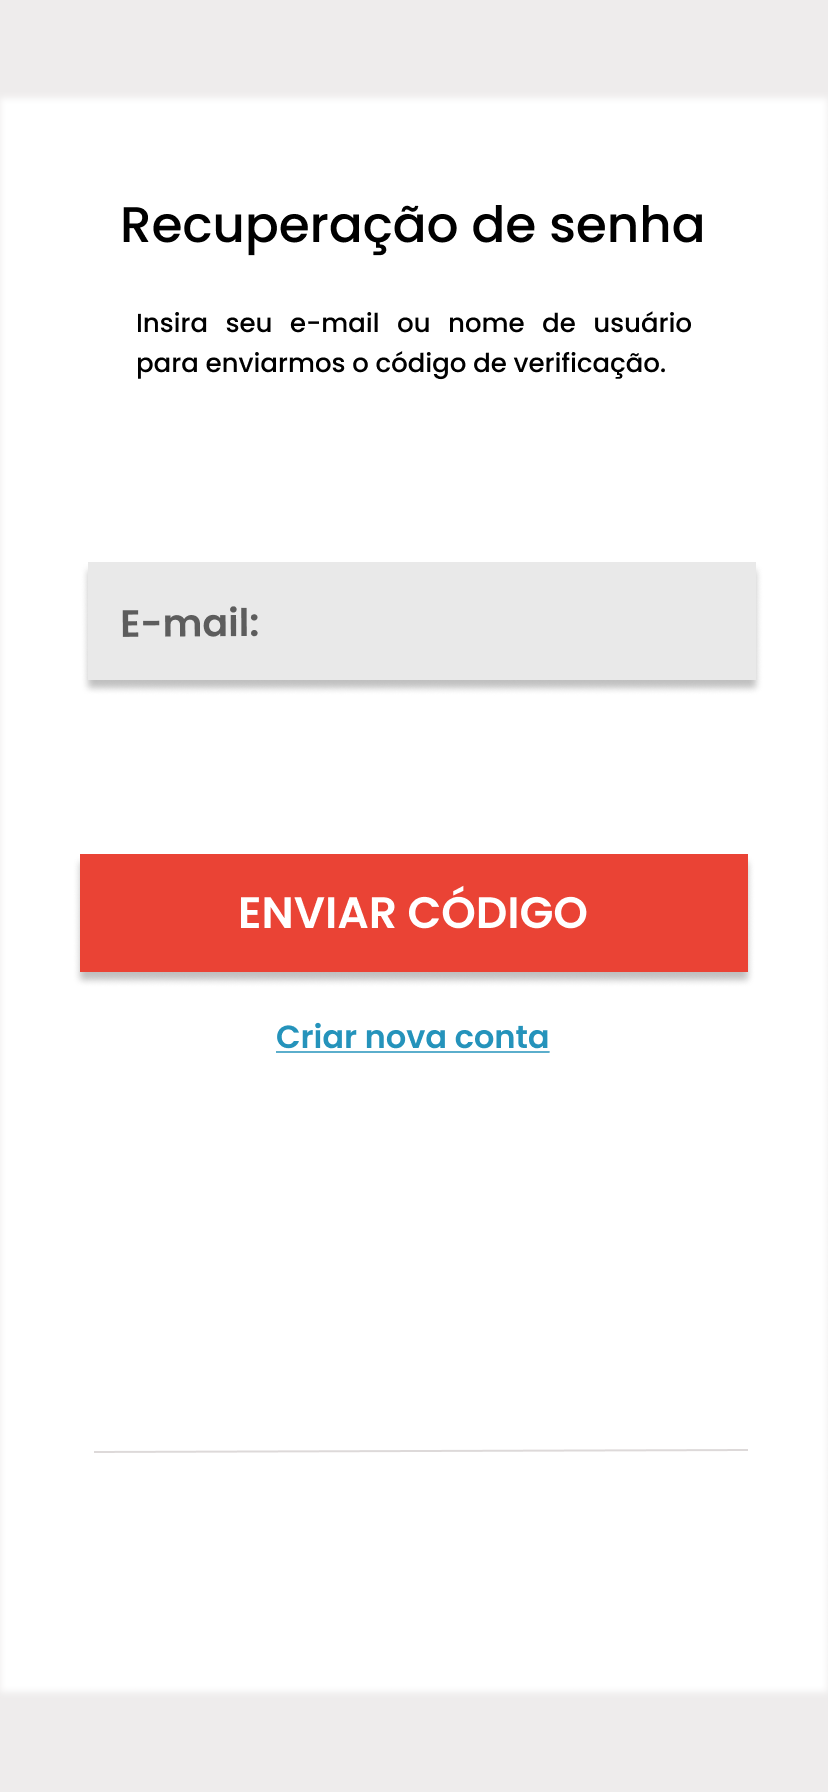 Recuperação de senha
Insira seu e-mail ou nome de usuário
para enviarmos o código de verificação.
E-mail:
ENVIAR CÓDIGO
Criar nova conta